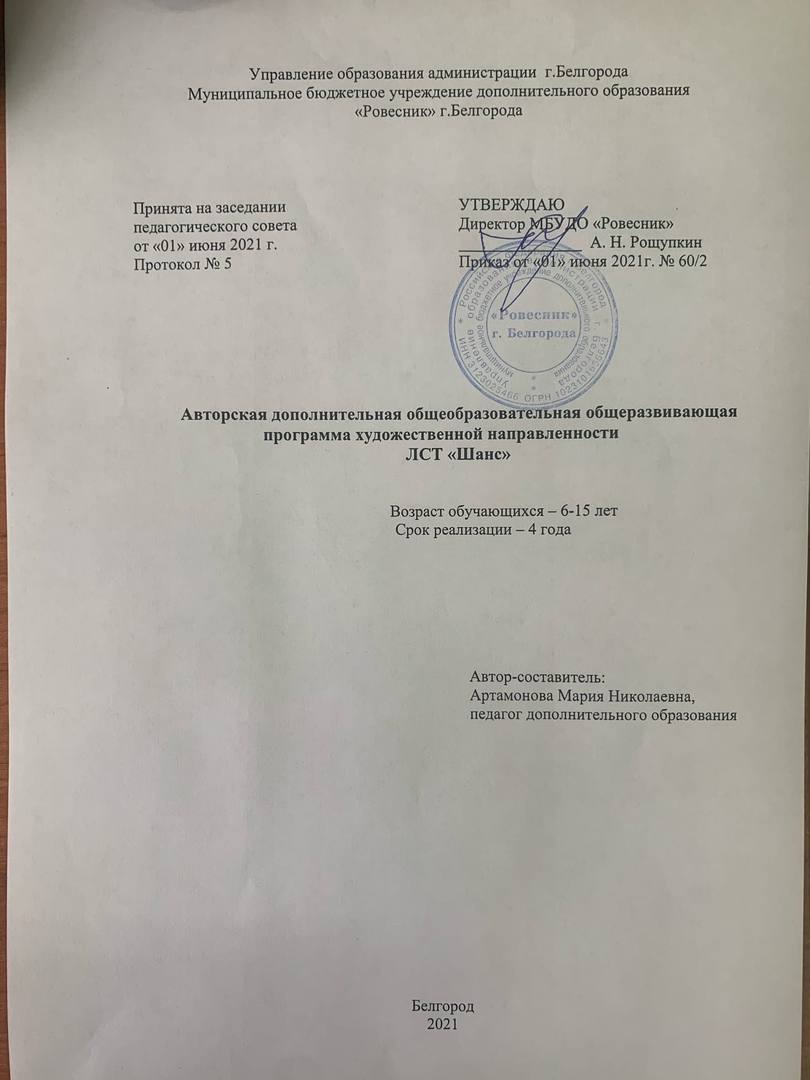 Управление образования администрации г.Белгорода
Муниципальное бюджетное учреждение дополнительного образования
«Ровесник» г.Белгорода
Принята на заседании
педагогического совета
от «01» июня 2021 г.
Протокол № 5
УТВЕРЖДАЮ
Директор МБУДО «Ровесник»
А. Н. Рощупкин
Приказ от «01» июня 2021г. № 60/2
«Ровесник»
г. Белгорода
Авторская дополнительная общеобразовательная общеразвивающая
программа художественной направленности
ЛСТ «Шанс»
Возраст обучающихся – 6-15 лет
Срок реализации – 4 года
Автор-составитель:
Артамонова Мария Николаевна,
педагог дополнительного образования
Белгород
2021